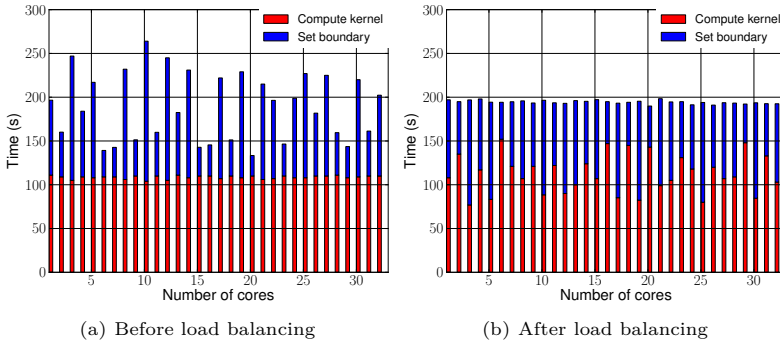 300
250
200
150
100
50
0
Time (s)
Compute kernel
Set boundary
5 10 15 20 25 30
Number of cores
(a) Before load balancing
300
250
200
150
100
50
0
Time (s)
Compute kernel
Set boundary
5 10 15 20 25 30
Number of cores
(b) After load balancing